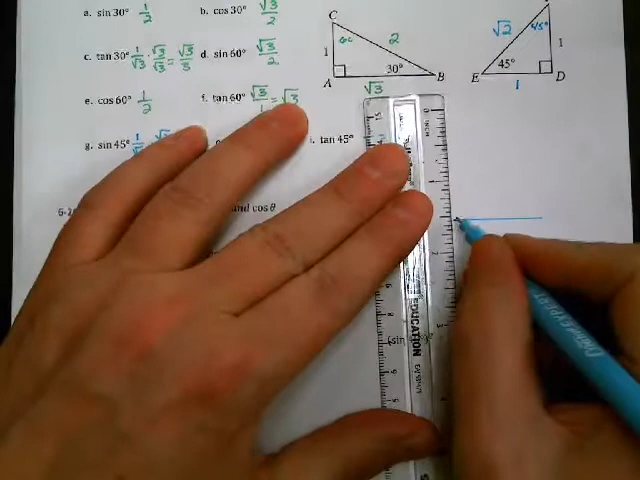 a. sin 30° 1/2 b. cos 30° √3/2
c. tan 30° 1/√3 · √3/√3 = √3/3 d. sin 60° √3/2
e. cos 60° 1/2 f. tan 60° √3/1 = √3
g. sin 45° i. tan 45°
C
60
1
2
30°
A
B
√3
√2
45°
1
45°
E
D
1
and cos θ
(sin
EDUCATION